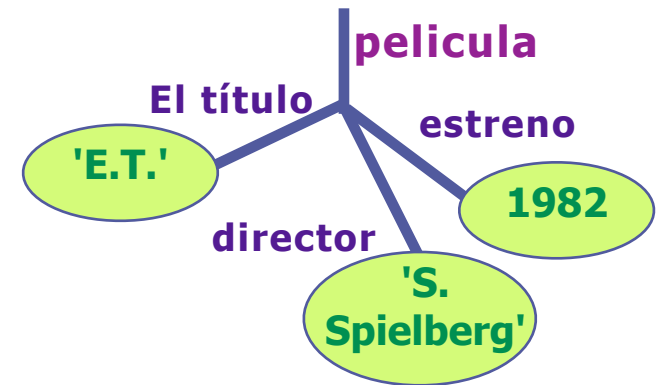 pelicula
El título
estreno
'E.T.'
1982
director
'S.
Spielberg'